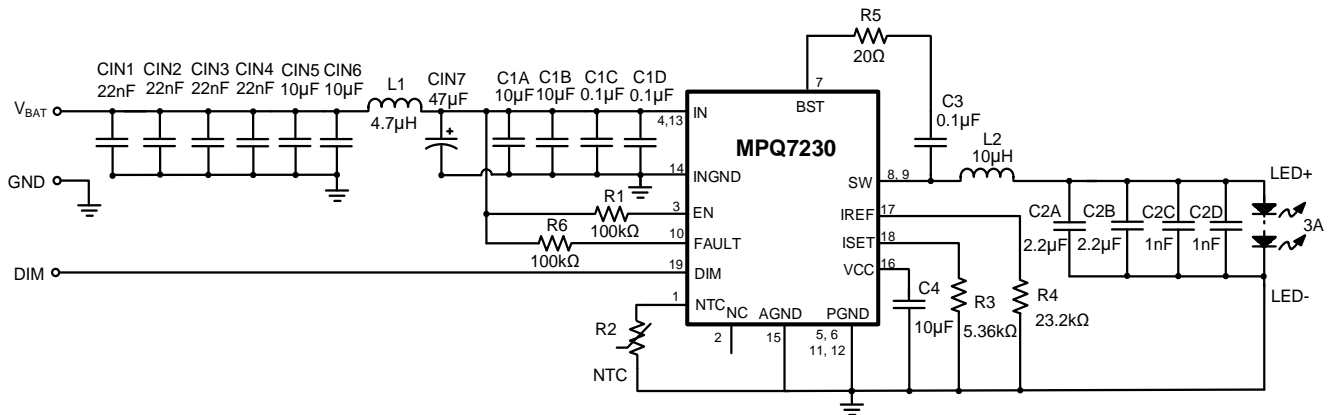 R5
20Ω
7
BST
CIN1
22nF
CIN2
22nF
CIN3
22nF
CIN4
22nF
CIN5
10µF
CIN6
10µF
L1
4.7µH
CIN7
47µF
+
C1A
10µF
C1B
10µF
C1C
0.1µF
C1D
0.1µF
VBAT
GND
DIM
4,13
IN
MPQ7230
14
INGND
R1
100kΩ
3
EN
R6
100kΩ
10
FAULT
19
DIM
1
NTC
R2
NTC
NC
2
AGND
15
PGND
5, 6
11, 12
C3
0.1µF
L2
10µH
SW
8, 9
17
IREF
18
ISET
VCC
16
C4
10µF
R3
5.36kΩ
R4
23.2kΩ
C2A
2.2µF
C2B
2.2µF
C2C
1nF
C2D
1nF
LED+
3A
LED-